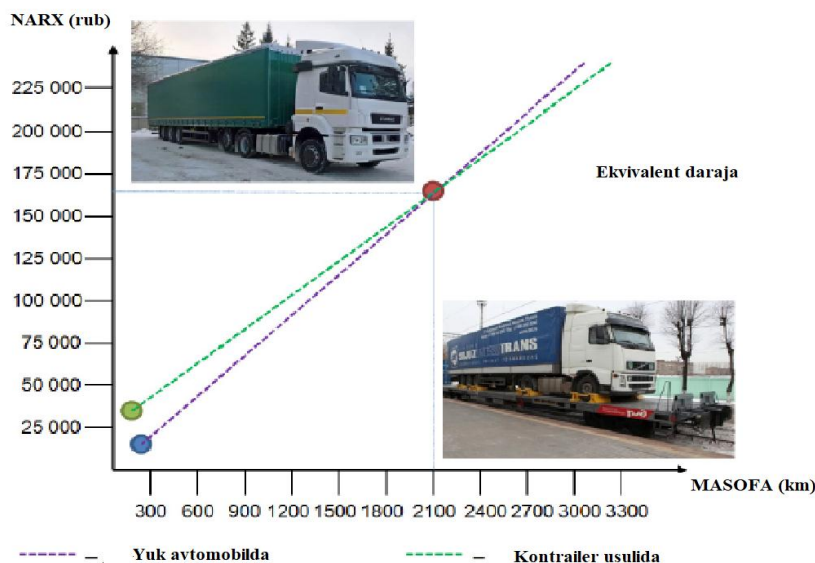 NARX (rub)
225 000
200 000
175 000
150 000
125 000
100 000
75 000
50 000
25 000
Ekvivalent daraja
TRANS
300 600 900 1200 1500 1800 2100 2400 2700 3000 3300
MASOFA (km)
Yuk avtomobilda
Kontrailer usulida